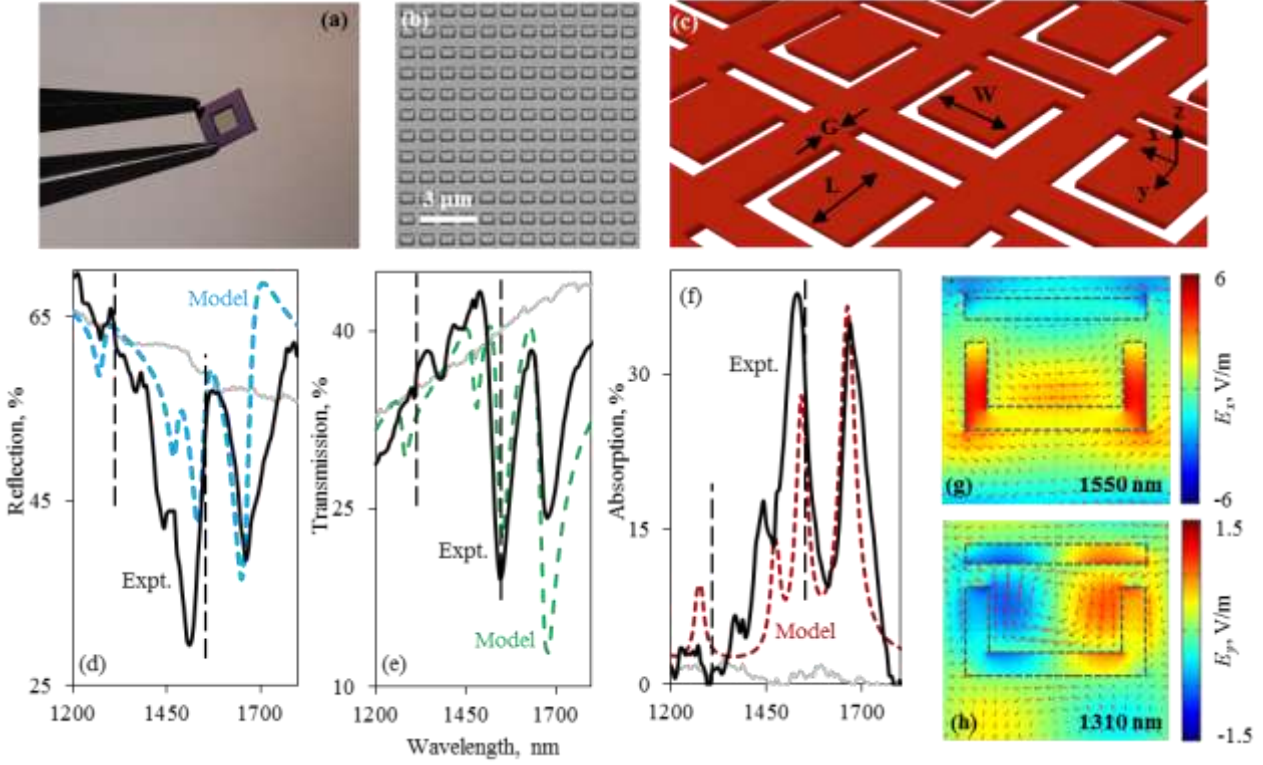 (a)
(b)
3 μm
(c)
W
G
L
z
x
y
65
45
25
Reflection, %
Model
Expt.
(d)
1200
1450
1700
40
25
10
Transmission, %
Expt.
Model
(e)
1200
1450
1700
Wavelength, nm
(f)
30
15
0
Absorption, %
Expt.
Model
1200
1450
1700
(g)
1550 nm
6
Ex, V/m
-6
(h)
1310 nm
1.5
Ey, V/m
-1.5